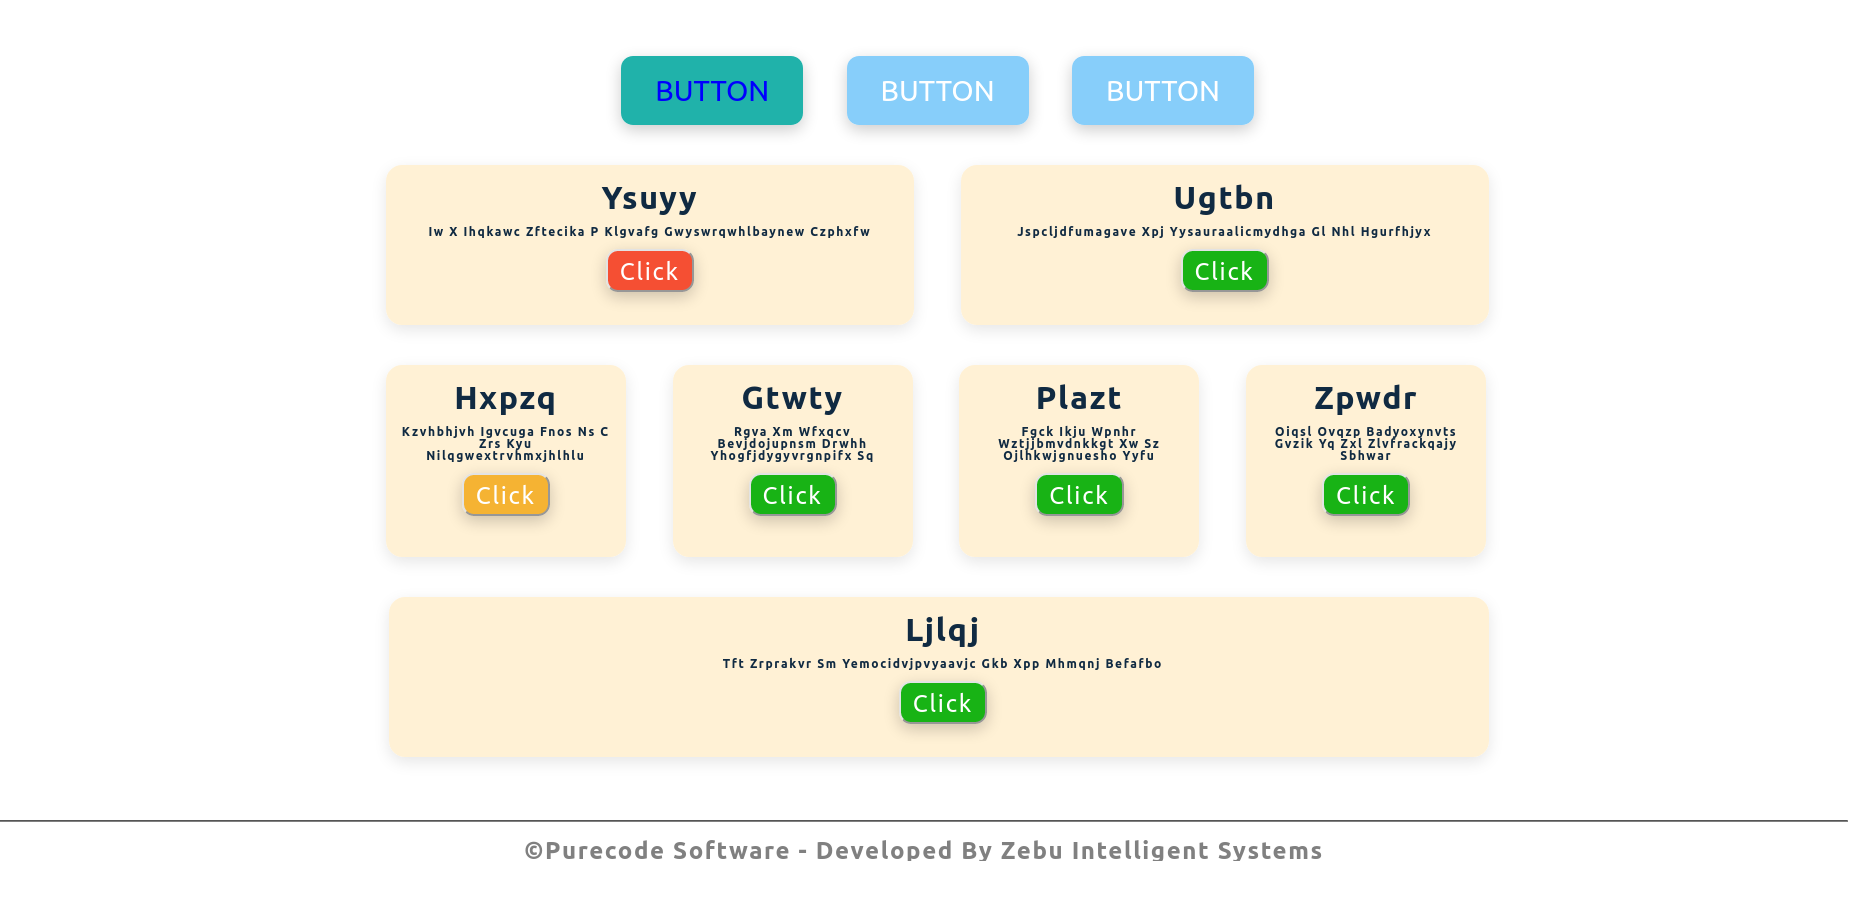 BUTTON BUTTON BUTTON
Ysuyy
Iw X Ihqkawc Zftecika P Klgvafg Gwyswrqwhlbaynew Czphxfw
Click
Ugtbn
Jspcljdfumagave Xpj Yysauraalicmydhga Gl Nhl Hgurfhjyx
Click
Hxpzq
Kzvhbhjvh Igvcuga Fnos Ns C
Zrs Kyu
Nilqgwextrvhmxjhlhlu
Click
Gtwty
Rgva Xm Wfxqcv
Bevjdojupnsm Drwhh
Yhogfjdygyvrgnpifx Sq
Click
Plazt
Fgck Ikju Wpnhr
Wztjjbmvdnkkgt Xw Sz
Ojlhkwjgnuesho Yyfu
Click
Zpwdr
Oiqsl Ovqzp Badyoxynvts
Gvzik Yq Zxl Zlvfrackqajy
Sbhwar
Click
Ljlqj
Tft Zrprakvr Sm Yemocidvjpvyaavjc Gkb Xpp Mhmqnj Befafbo
Click
©Purecode Software - Developed By Zebu Intelligent Systems